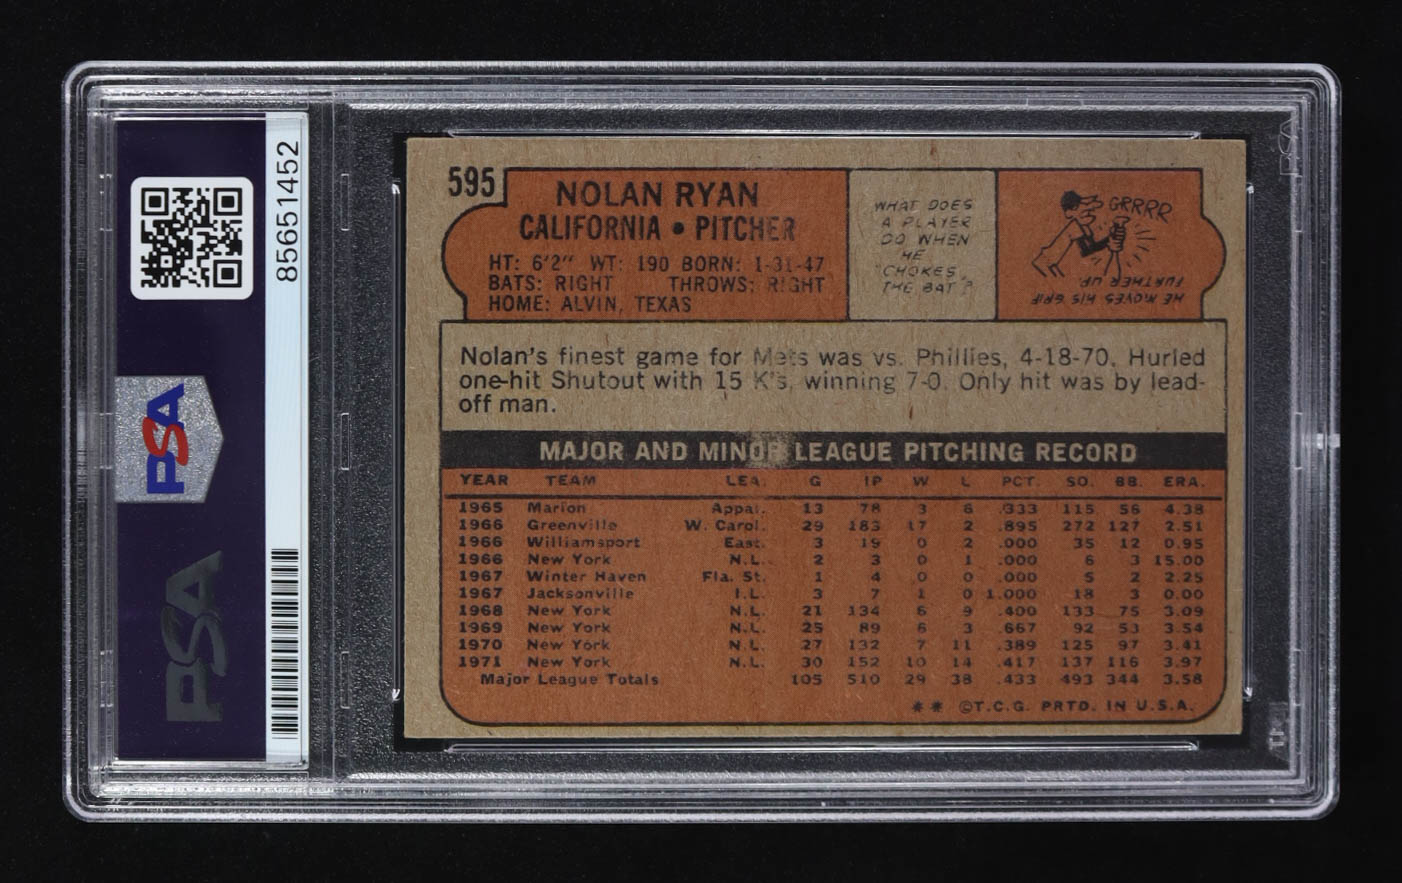 85651452
PSA
PSA
595
NOLAN RYAN
CALIFORNIA • PITCHER
HT: 6'2" WT: 190 BORN: 1-31-47
BATS: RIGHT THROWS: RIGHT
HOME: ALVIN, TEXAS
WHAT DOES
A PLAYER
DO WHEN
HE
"CHOKES
THE BAT?
GRRRR
HE MOVES HIS GRIP
FURTHER UP
Nolan's finest game for Mets was vs. Phillies, 4-18-70. Hurled
one-hit Shutout with 15 K's, winning 7-0. Only hit was by lead-
off man.
MAJOR AND MINOR LEAGUE PITCHING RECORD
YEAR TEAM LEA. G IP W L PCT. SO. BB. ERA.
1965 Marion Appal. 13 78 3 6 .333 115 56 4.38
1966 Greenville W. Carol. 29 183 17 2 .895 272 127 2.51
1966 Williamsport East. 3 19 0 2 .000 35 12 0.95
1966 New York N.L. 2 3 0 1 .000 6 3 15.00
1967 Winter Haven Fla. St. 1 4 0 0 .000 5 2 2.25
1967 Jacksonville I.L. 3 7 1 0 1.000 18 3 0.00
1968 New York N.L. 21 134 6 9 .400 133 75 3.09
1969 New York N.L. 25 89 6 3 .667 92 53 3.54
1970 New York N.L. 27 132 7 11 .389 125 97 3.41
1971 New York N.L. 30 152 10 14 .417 137 116 3.97
Major League Totals 105 510 29 38 .433 493 344 3.58
** ©T.C.G. PRTD. IN U.S.A.